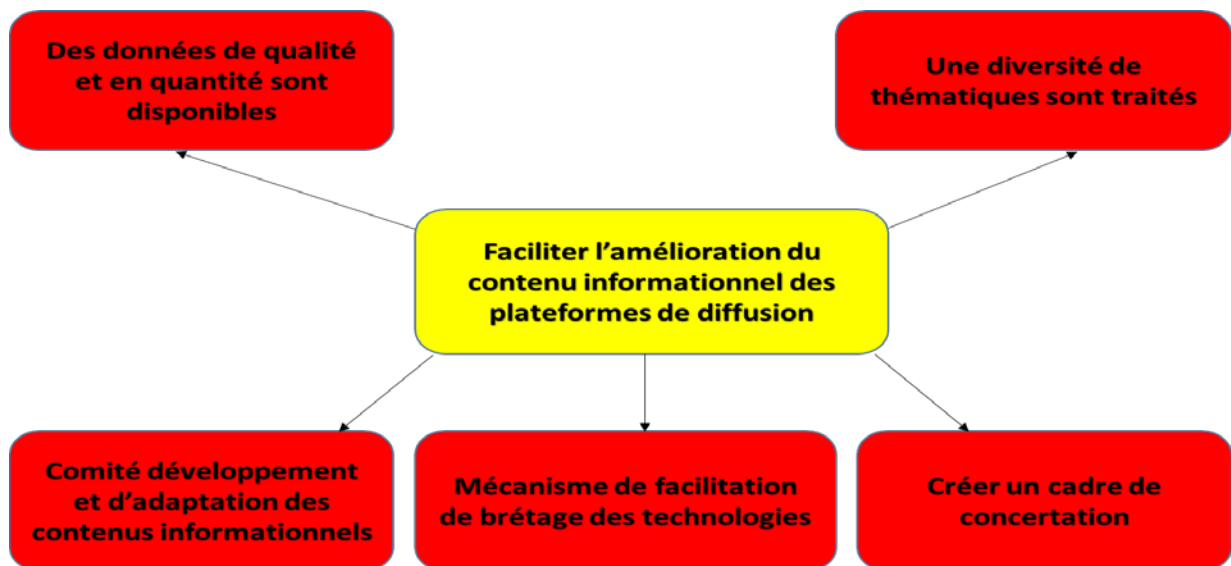 Des données de qualité
et en quantité sont
disponibles
Une diversité de
thématiques sont traités
Faciliter l'amélioration du
contenu informationnel des
plateformes de diffusion
Comité développement
et d'adaptation des
contenus informationnels
Mécanisme de facilitation
de brétage des technologies
Créer un cadre de
concertation